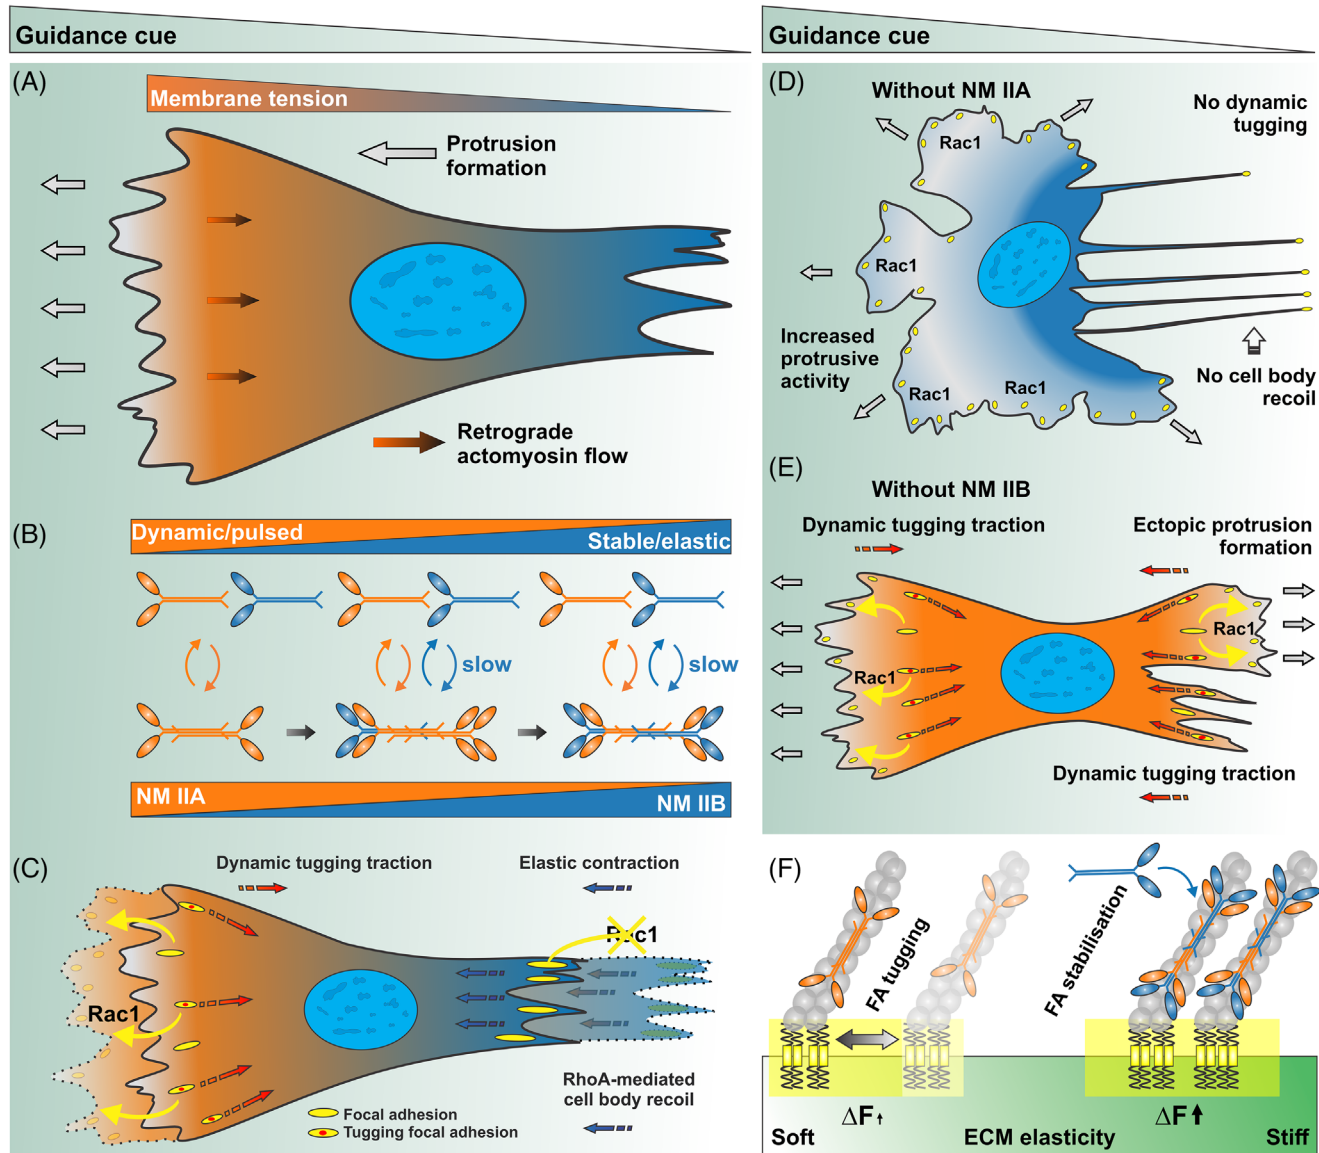 Guidance cue
(A)
Membrane tension
Protrusion
formation
Retrograde
actomyosin flow
(B)
Dynamic/pulsed
Stable/elastic
slow
slow
NM IIA
NM IIB
(C)
Dynamic tugging traction
Elastic contraction
Rac1
Rac1
RhoA-mediated
cell body recoil
Focal adhesion
Tugging focal adhesion
Guidance cue
(D)
Without NM IIA
No dynamic
tugging
Rac1
Rac1
Increased
protrusive
activity
Rac1
Rac1
No cell body
recoil
(E)
Without NM IIB
Dynamic tugging traction
Ectopic protrusion
formation
Rac1
Rac1
Dynamic tugging traction
(F)
FA tugging
FA stabilisation
ΔF
ΔF
Soft
ECM elasticity
Stiff